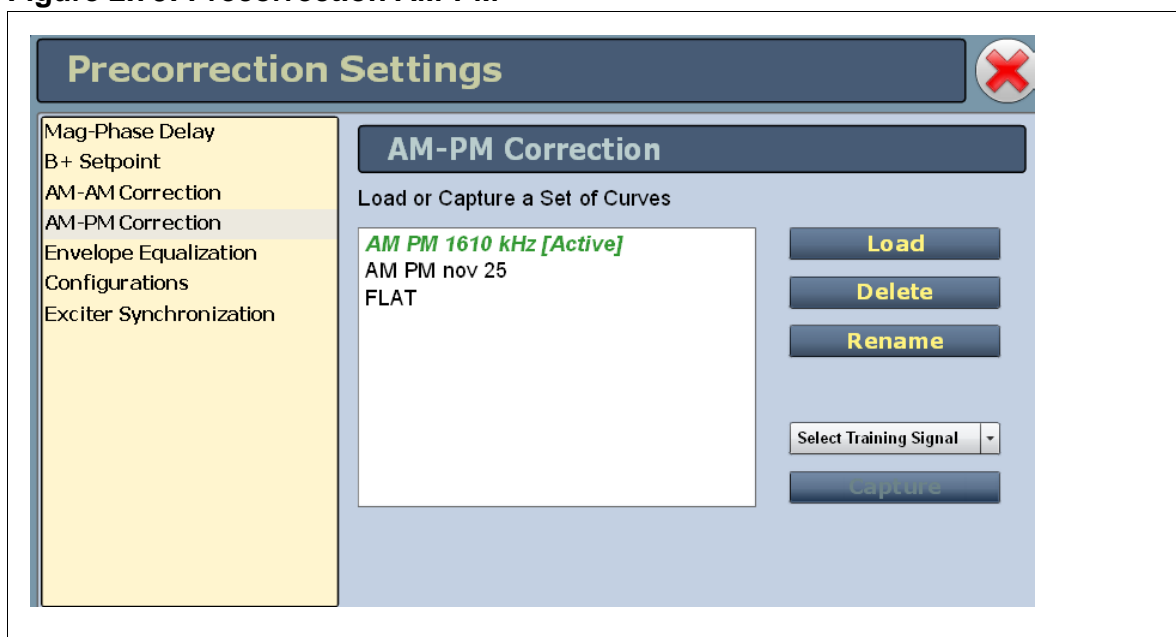 Precorrection Settings
Mag-Phase Delay
B+ Setpoint
AM-AM Correction
AM-PM Correction
Envelope Equalization
Configurations
Exciter Synchronization
AM-PM Correction
Load or Capture a Set of Curves
AM PM 1610 kHz [Active]
AM PM nov 25
FLAT
Load
Delete
Rename
Select Training Signal
Capture